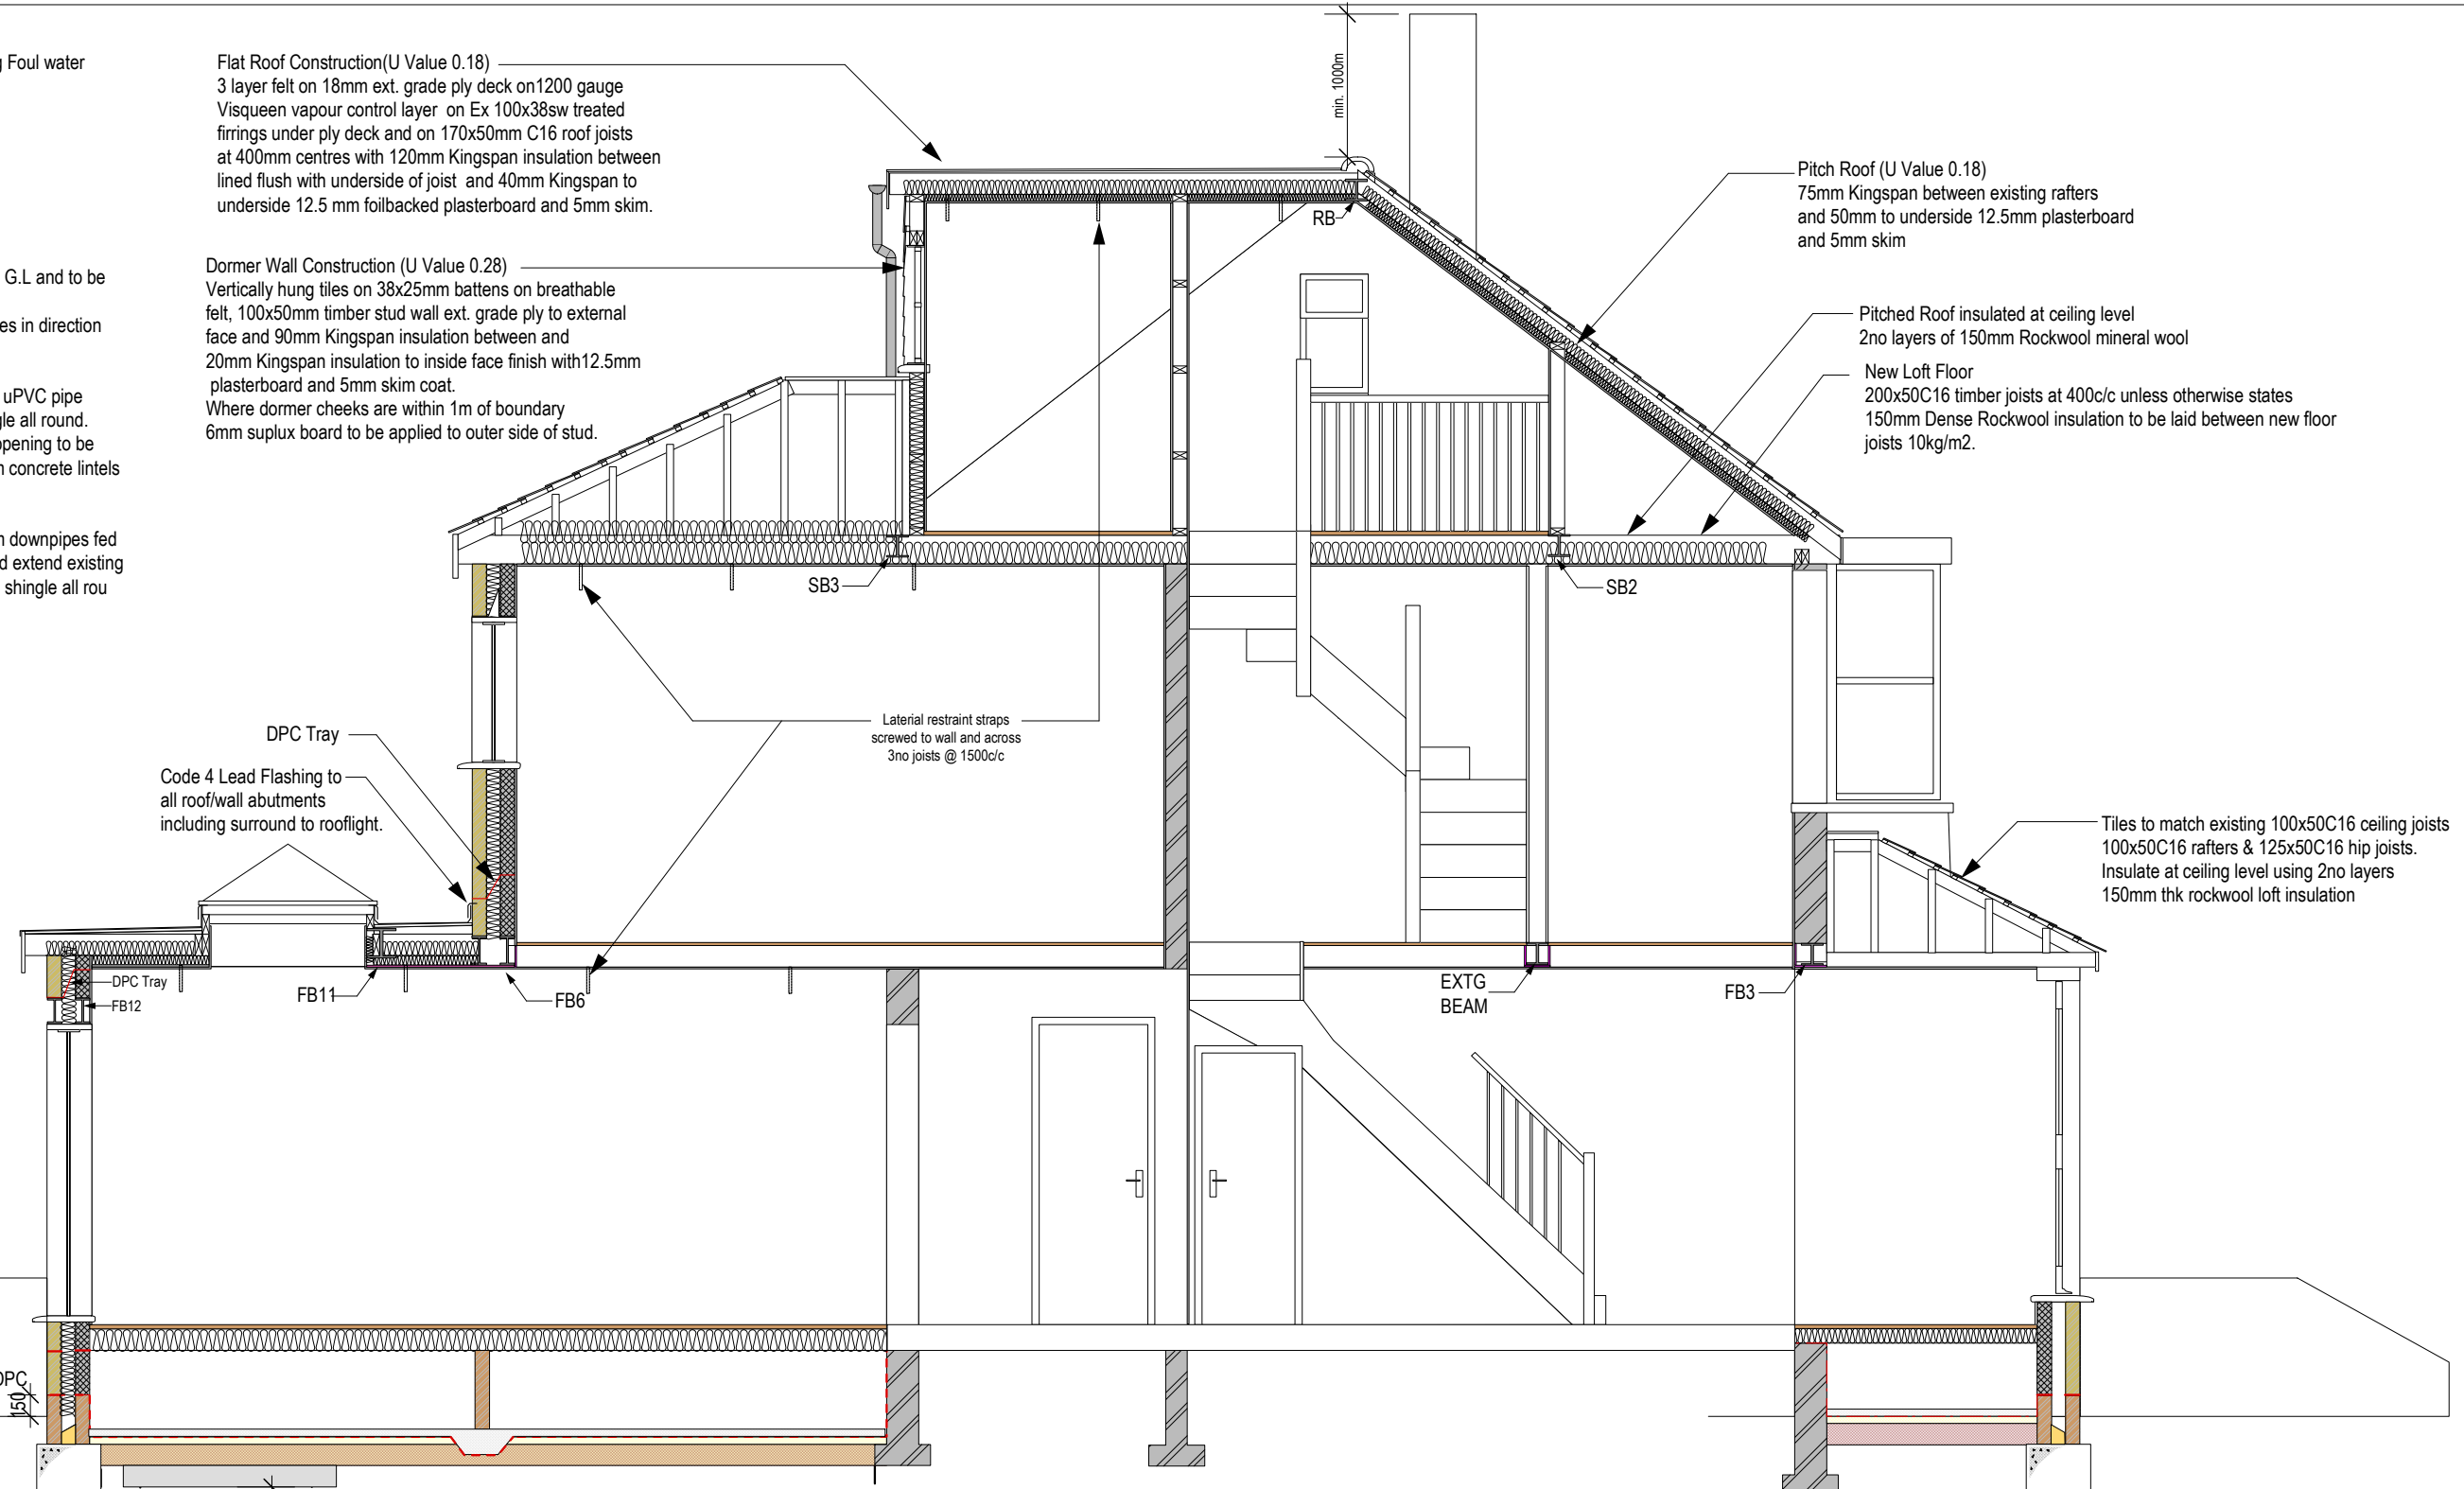 g Foul water
G.L and to be
es in direction
uPVC pipe
gle all round.
opening to be
n concrete lintels
n downpipes fed
d extend existing
shingle all rou
Flat Roof Construction(U Value 0.18)
3 layer felt on 18mm ext. grade ply deck on1200 gauge
Visqueen vapour control layer on Ex 100x38sw treated
firrings under ply deck and on 170x50mm C16 roof joists
at 400mm centres with 120mm Kingspan insulation between
lined flush with underside of joist and 40mm Kingspan to
underside 12.5 mm foilbacked plasterboard and 5mm skim.
Dormer Wall Construction (U Value 0.28)
Vertically hung tiles on 38x25mm battens on breathable
felt, 100x50mm timber stud wall ext. grade ply to external
face and 90mm Kingspan insulation between and
20mm Kingspan insulation to inside face finish with12.5mm
plasterboard and 5mm skim coat.
Where dormer cheeks are within 1m of boundary
6mm suplux board to be applied to outer side of stud.
min. 1000m
RB
Pitch Roof (U Value 0.18)
75mm Kingspan between existing rafters
and 50mm to underside 12.5mm plasterboard
and 5mm skim
Pitched Roof insulated at ceiling level
2no layers of 150mm Rockwool mineral wool
New Loft Floor
200x50C16 timber joists at 400c/c unless otherwise states
150mm Dense Rockwool insulation to be laid between new floor
joists 10kg/m2.
SB3
SB2
Laterial restraint straps
screwed to wall and across
3no joists @ 1500c/c
DPC Tray
Code 4 Lead Flashing to
all roof/wall abutments
including surround to rooflight.
Tiles to match existing 100x50C16 ceiling joists
100x50C16 rafters & 125x50C16 hip joists.
Insulate at ceiling level using 2no layers
150mm thk rockwool loft insulation
DPC Tray
FB12
FB11
FB6
EXTG
BEAM
FB3
DPC
150